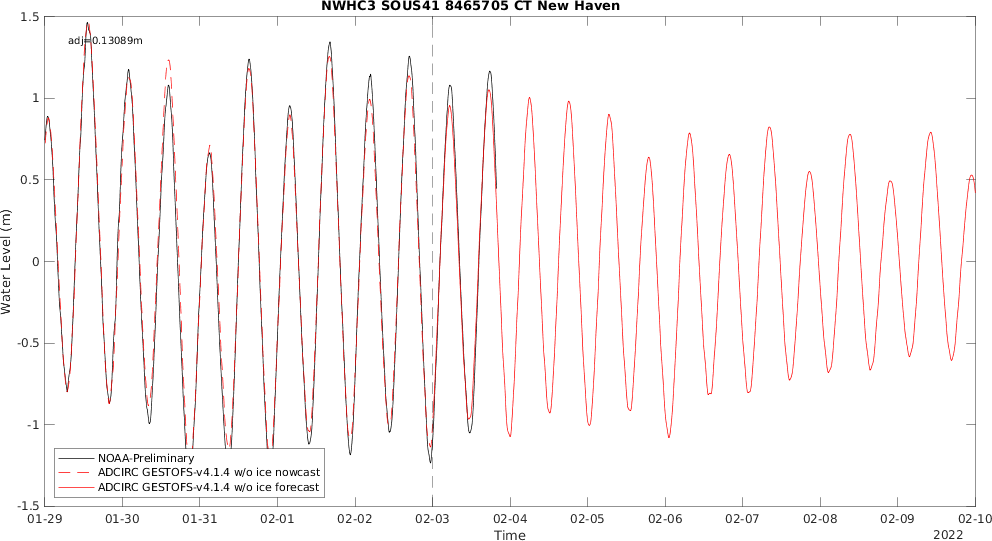 NWHC3 SOUS41 8465705 CT New Haven
1.5
adj=0.13089m
1
0.5
0
-0.5
-1
-1.5
Water Level (m)
NOAA-Preliminary
ADCIRC GESTOFS-v4.1.4 w/o ice nowcast
ADCIRC GESTOFS-v4.1.4 w/o ice forecast
01-29 01-30 01-31 02-01 02-02 02-03 02-04 02-05 02-06 02-07 02-08 02-09 02-10
Time
2022